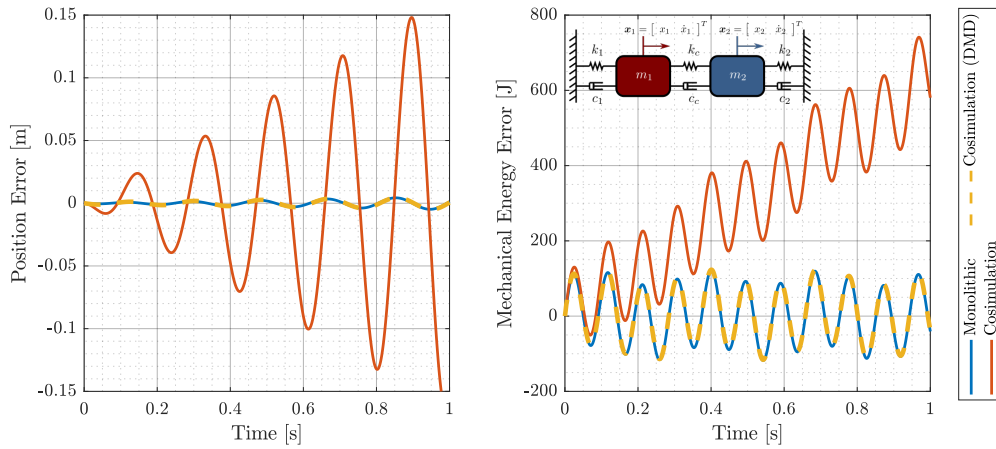 0.15
0.1
0.05
0
-0.05
-0.1
-0.15
0
0.2
0.4
0.6
0.8
1
Time [s]
Position Error [m]
800
600
400
200
0
-200
0
0.2
0.4
0.6
0.8
1
Time [s]
Mechanical Energy Error [J]
x₁ = [ x₁ ẋ₁ ]ᵀ x₂ = [ x₂ ẋ₂ ]ᵀ
k₁ k_c k₂
m₁ m₂
c₁ c_c c₂
Monolithic
Cosimulation
Cosimulation (DMD)